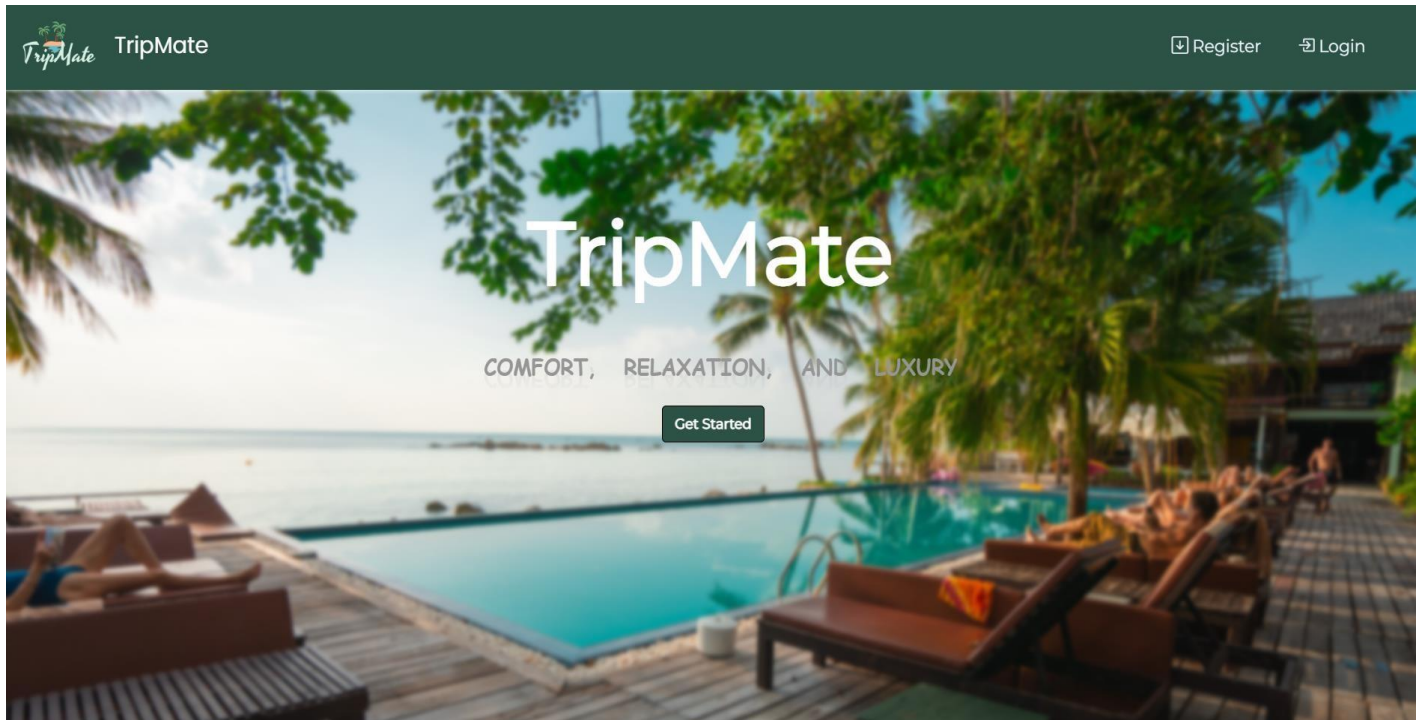 TripMate TripMate Register Login
TripMate
COMFORT, RELAXATION, AND LUXURY
Get Started